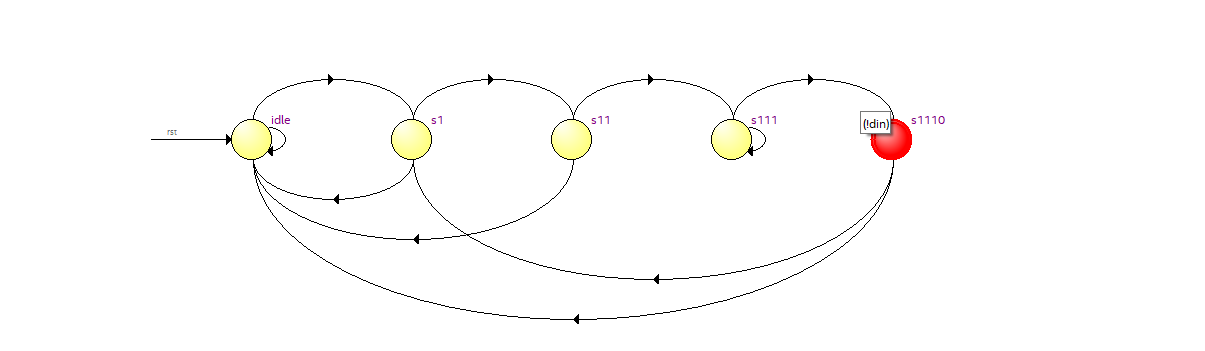 rst
idle
s1
s11
s111
(!din)
s1110